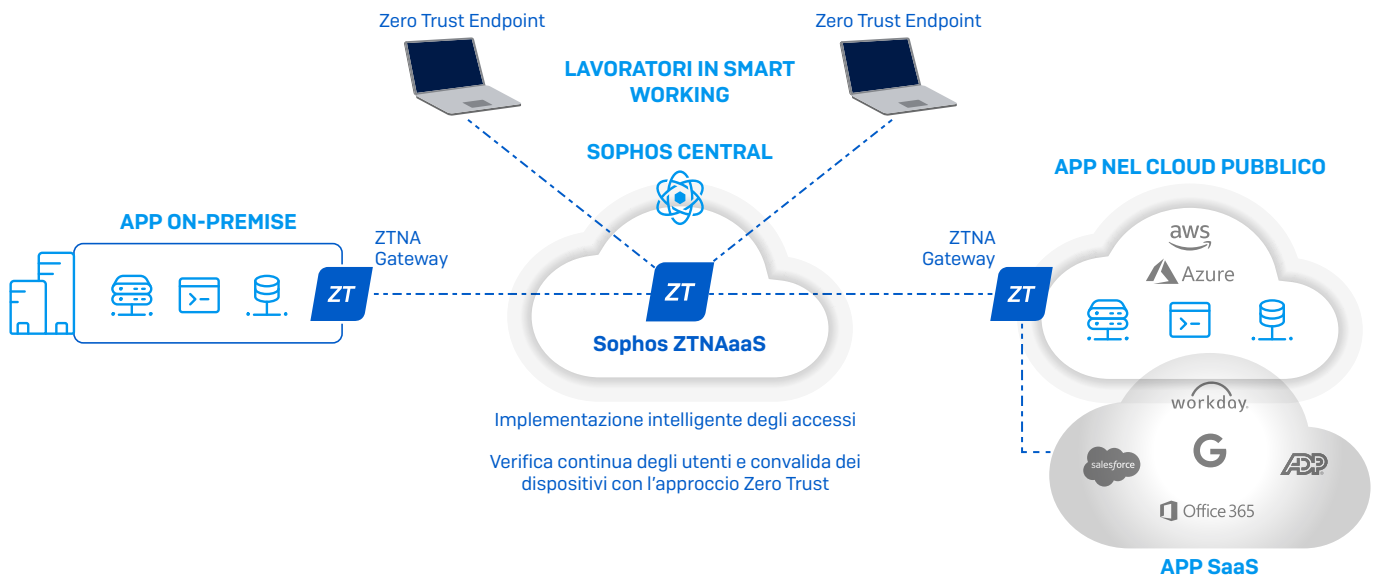 Zero Trust Endpoint
Zero Trust Endpoint
LAVORATORI IN SMART
WORKING
SOPHOS CENTRAL
APP NEL CLOUD PUBBLICO
APP ON-PREMISE
ZTNA
Gateway
ZTNA
Gateway
aws
Azure
ZT
ZT
ZT
Sophos ZTNAaaS
workday.
Implementazione intelligente degli accessi
Verifica continua degli utenti e convalida dei
dispositivi con l’approccio Zero Trust
salesforce
G
ADP
Office 365
APP SaaS